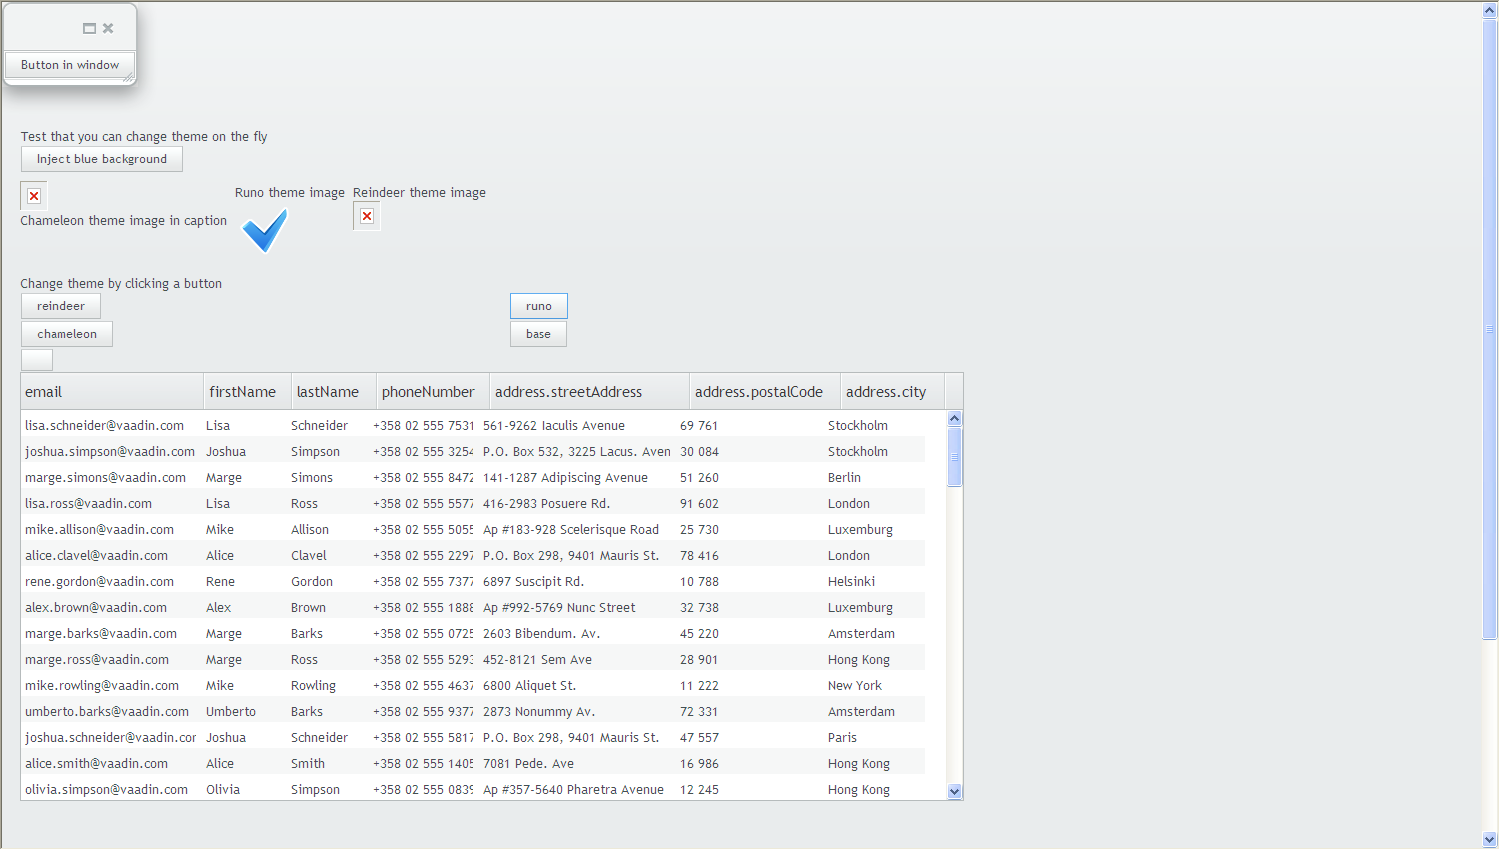 Button in window
Test that you can change theme on the fly
Inject blue background
Runo theme image Reindeer theme image
Chameleon theme image in caption
Change theme by clicking a button
reindeer runo
chameleon base
email firstName lastName phoneNumber address.streetAddress address.postalCode address.city
lisa.schneider@vaadin.com Lisa Schneider +358 02 555 7531 561-9262 Iaculis Avenue 69 761 Stockholm
joshua.simpson@vaadin.com Joshua Simpson +358 02 555 3254 P.O. Box 532, 3225 Lacus. Aven 30 084 Stockholm
marge.simons@vaadin.com Marge Simons +358 02 555 8472 141-1287 Adipiscing Avenue 51 260 Berlin
lisa.ross@vaadin.com Lisa Ross +358 02 555 5577 416-2983 Posuere Rd. 91 602 London
mike.allison@vaadin.com Mike Allison +358 02 555 5055 Ap #183-928 Scelerisque Road 25 730 Luxemburg
alice.clavel@vaadin.com Alice Clavel +358 02 555 2297 P.O. Box 298, 9401 Mauris St. 78 416 London
rene.gordon@vaadin.com Rene Gordon +358 02 555 7377 6897 Suscipit Rd. 10 788 Helsinki
alex.brown@vaadin.com Alex Brown +358 02 555 1888 Ap #992-5769 Nunc Street 32 738 Luxemburg
marge.barks@vaadin.com Marge Barks +358 02 555 0725 2603 Bibendum. Av. 45 220 Amsterdam
marge.ross@vaadin.com Marge Ross +358 02 555 5293 452-8121 Sem Ave 28 901 Hong Kong
mike.rowling@vaadin.com Mike Rowling +358 02 555 4637 6800 Aliquet St. 11 222 New York
umberto.barks@vaadin.com Umberto Barks +358 02 555 9377 2873 Nonummy Av. 72 331 Amsterdam
joshua.schneider@vaadin.cor Joshua Schneider +358 02 555 5817 P.O. Box 298, 9401 Mauris St. 47 557 Paris
alice.smith@vaadin.com Alice Smith +358 02 555 1405 7081 Pede. Ave 16 986 Hong Kong
olivia.simpson@vaadin.com Olivia Simpson +358 02 555 0839 Ap #357-5640 Pharetra Avenue 12 245 Hong Kong